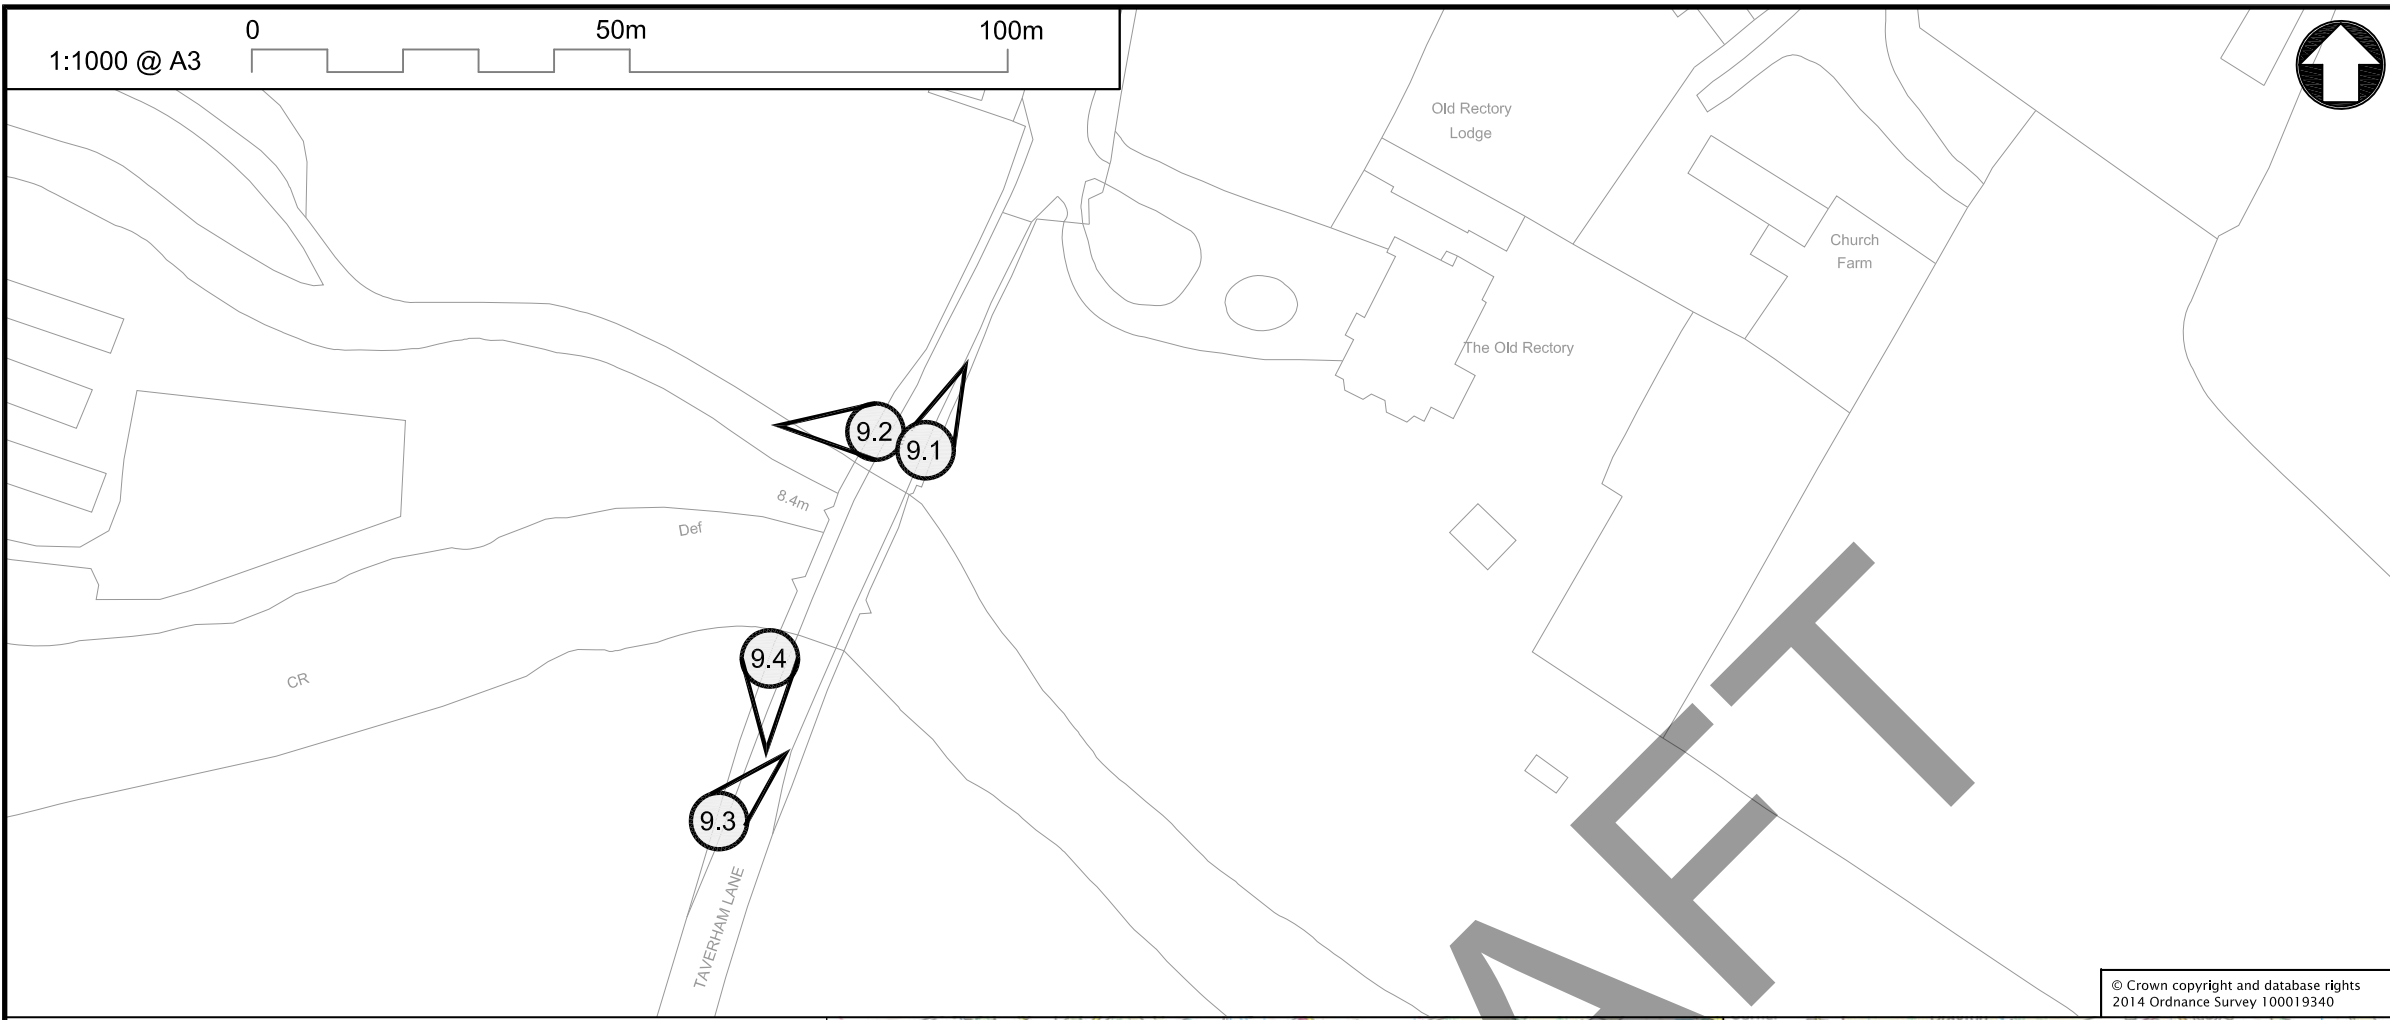 0 50m 100m
1:1000 @ A3
Old Rectory
Lodge
Church
Farm
The Old Rectory
9.2
9.1
8.4m
Def
9.4
CR
9.3
TAVERHAM LANE
© Crown copyright and database rights
2014 Ordnance Survey 100019340